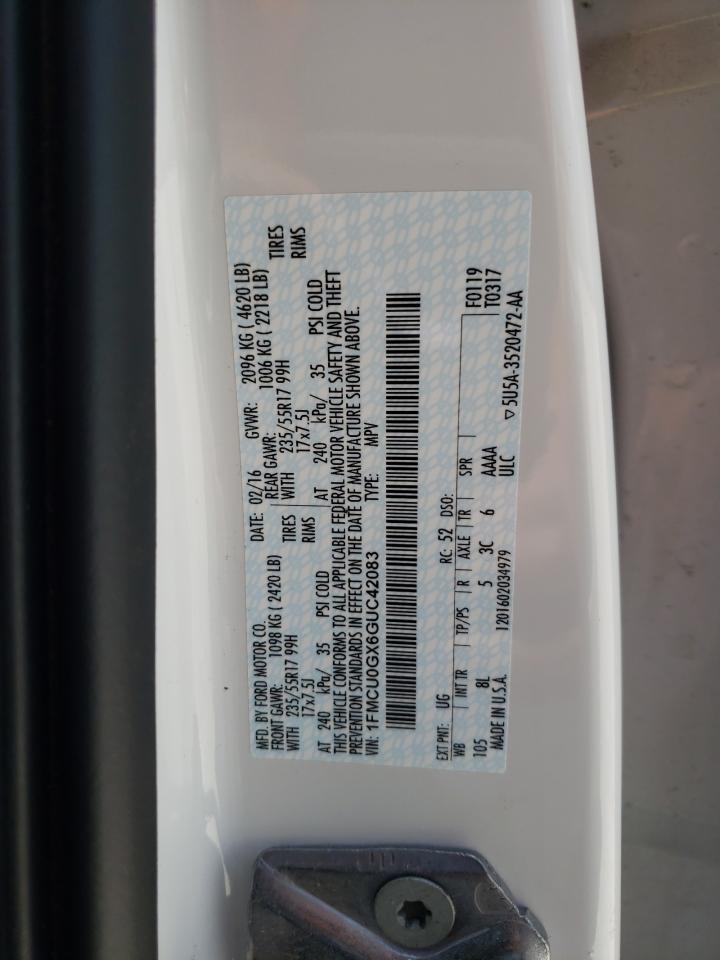 MFD. BY FORD MOTOR CO. DATE: 02/16 GVWR: 2096 KG ( 4620 LB)
FRONT GAWR: 1098 KG ( 2420 LB) REAR GAWR: 1006 KG ( 2218 LB)
WITH 235/55R17 99H TIRES WITH 235/55R17 99H TIRES
17x7.5J RIMS 17x7.5J RIMS
AT 240 kPa/ 35 PSI COLD AT 240 kPa/ 35 PSI COLD
THIS VEHICLE CONFORMS TO ALL APPLICABLE FEDERAL MOTOR VEHICLE SAFETY AND THEFT
PREVENTION STANDARDS IN EFFECT ON THE DATE OF MANUFACTURE SHOWN ABOVE.
VIN: 1FMCU0GX6GUC42083 TYPE: MPV
EXT PNT: UG RC: 52 DSO:
WB INT TR TP/PS R AXLE TR SPR F0119
105 8L 5 3C 6 AAAA T0317
MADE IN U.S.A. 1201602034979 ULC
▽5U5A-3520472-AA